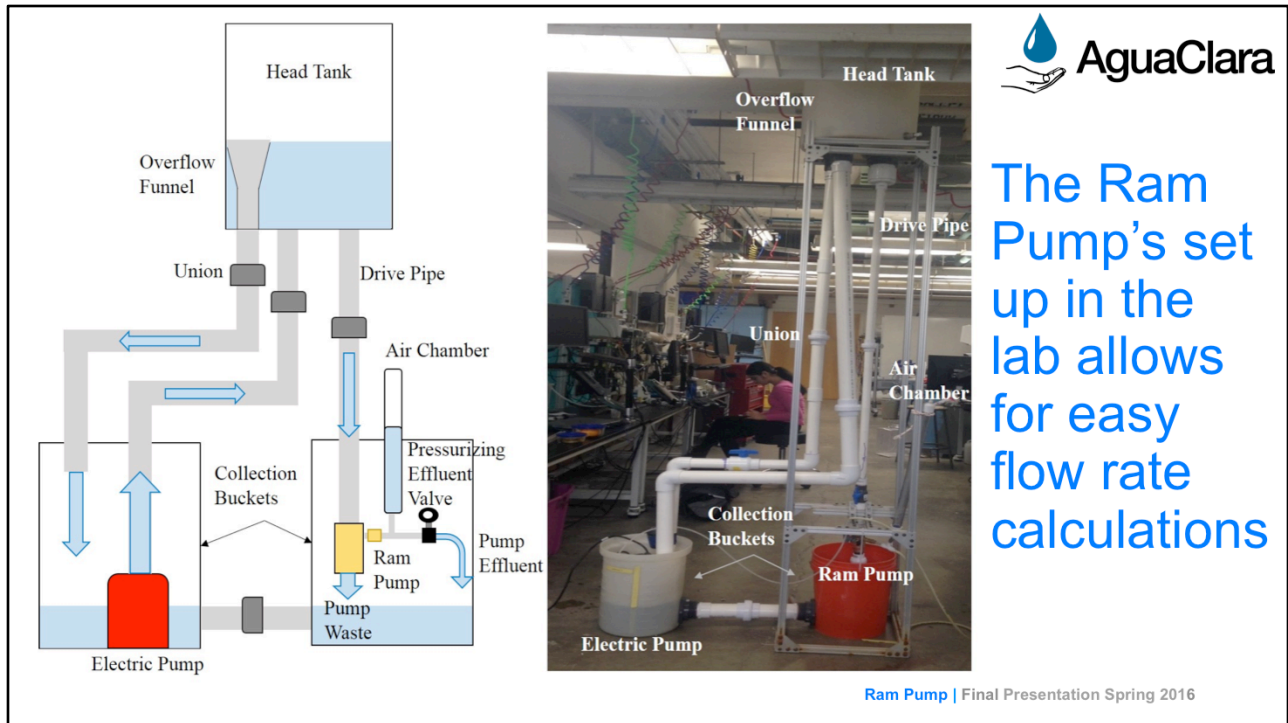 Head Tank
Overflow
Funnel
Union
Drive Pipe
Air Chamber
Pressurizing
Effluent
Valve
Collection
Buckets
Ram
Pump
Pump
Effluent
Pump
Waste
Electric Pump
Head Tank
Overflow
Funnel
Drive Pipe
Union
Air
Chamber
Collection
Buckets
Ram Pump
Electric Pump
AguaClara
The Ram
Pump’s set
up in the
lab allows
for easy
flow rate
calculations
Ram Pump | Final Presentation Spring 2016